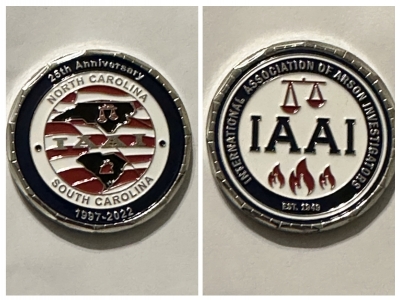 25th Anniversary
NORTH CAROLINA
IAAI
SOUTH CAROLINA
1997-2022
INTERNATIONAL ASSOCIATION OF ARSON INVESTIGATORS
IAAI
EST. 1949